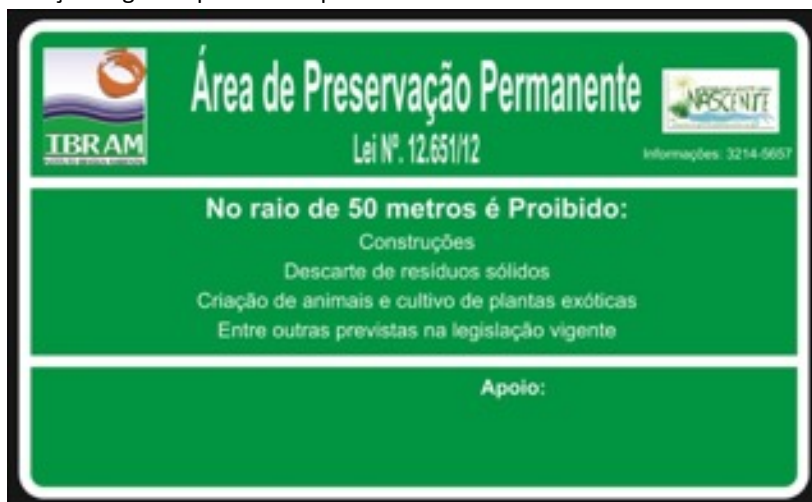 IBRAM
Área de Preservação Permanente
Lei Nº. 12.651/12
NASCENTE
Informações: 3214-5657
No raio de 50 metros é Proibido:
Construções
Descarte de resíduos sólidos
Criação de animais e cultivo de plantas exóticas
Entre outras previstas na legislação vigente
Apoio: